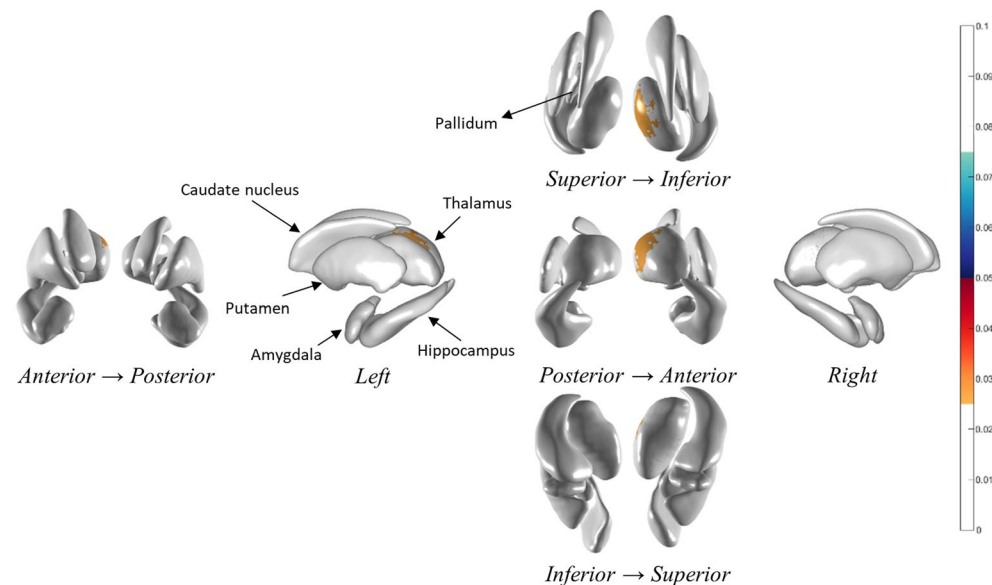 Pallidum
Superior → Inferior
Caudate nucleus
Thalamus
Putamen
Amygdala
Hippocampus
Anterior → Posterior
Left
Posterior → Anterior
Right
Inferior → Superior
0.1
0.09
0.08
0.07
0.06
0.05
0.04
0.03
0.02
0.01
0